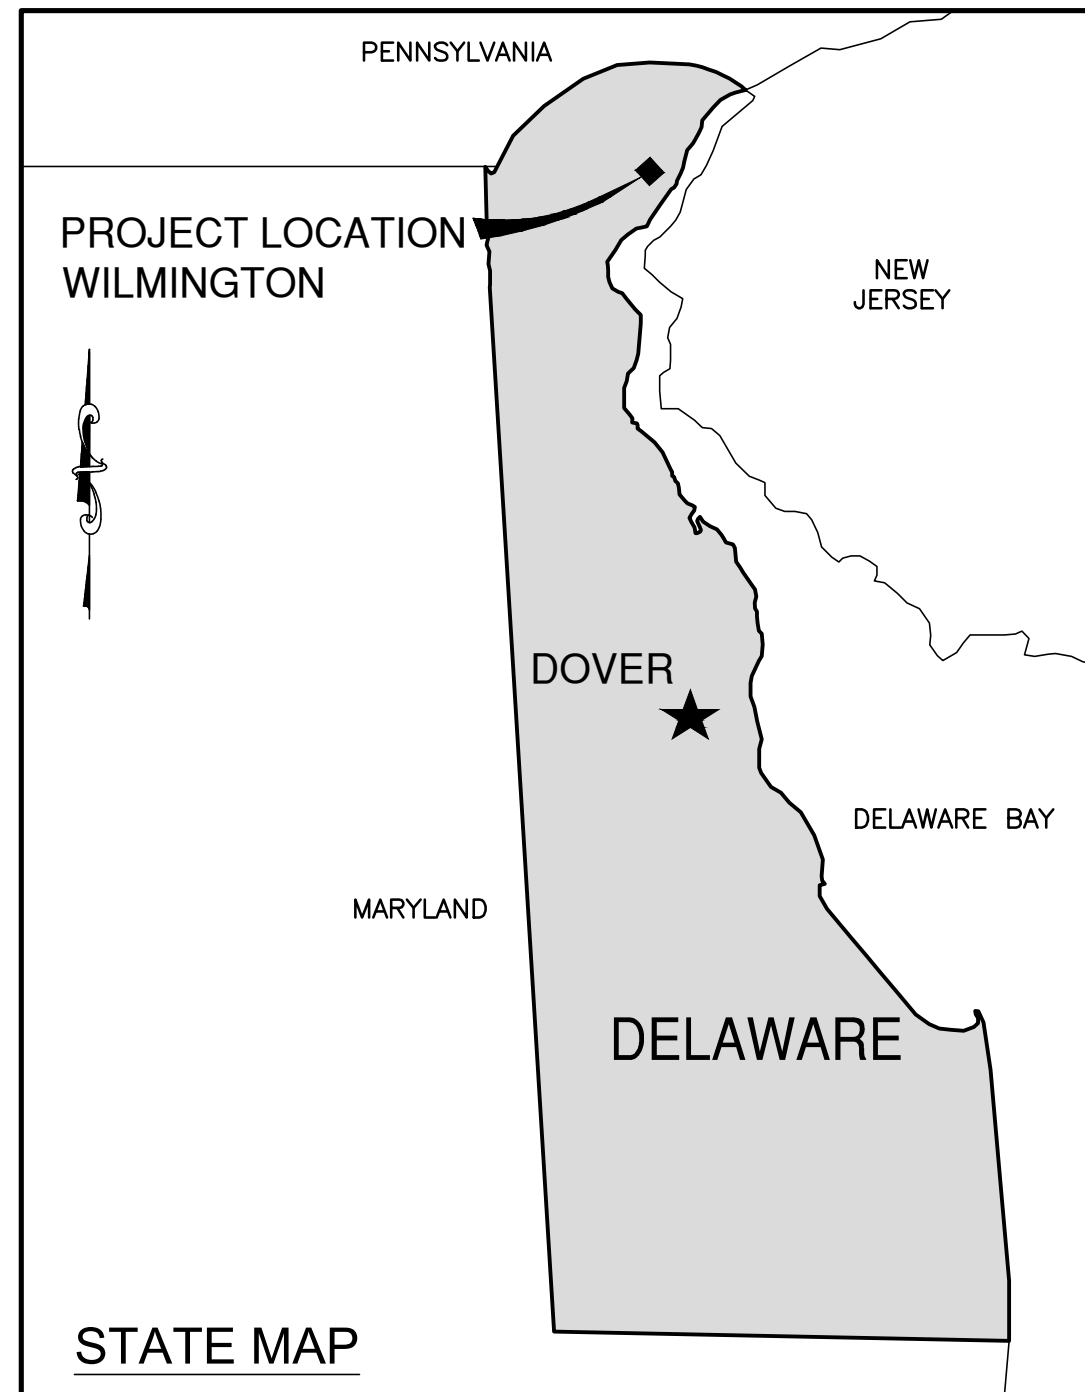 PENNSYLVANIA
PROJECT LOCATION
WILMINGTON
NEW
JERSEY
DOVER
DELAWARE BAY
MARYLAND
DELAWARE
STATE MAP